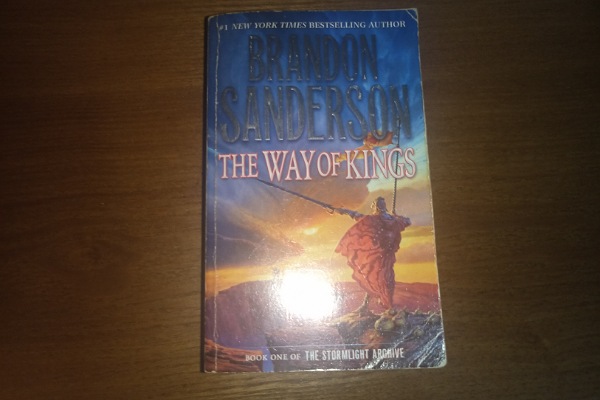 #1 NEW YORK TIMES BESTSELLING AUTHOR
BRANDON
SANDERSON
THE WAY OF KINGS
BOOK ONE OF THE STORMLIGHT ARCHIVE